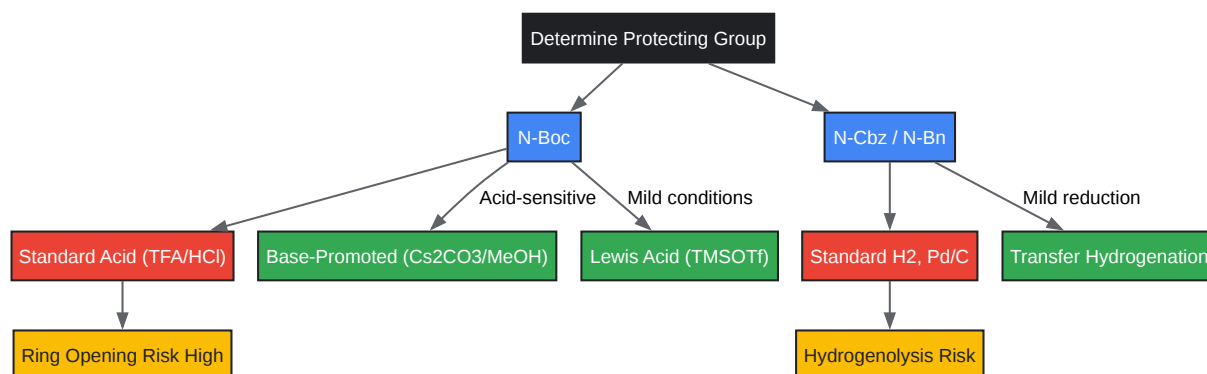 Determine Protecting Group
N-Boc
N-Cbz / N-Bn
Acid-sensitive
Mild conditions
Mild reduction
Standard Acid (TFA/HCl)
Base-Promoted (Cs2CO3/MeOH)
Lewis Acid (TMSOTf)
Standard H2, Pd/C
Transfer Hydrogenation
Ring Opening Risk High
Hydrogenolysis Risk